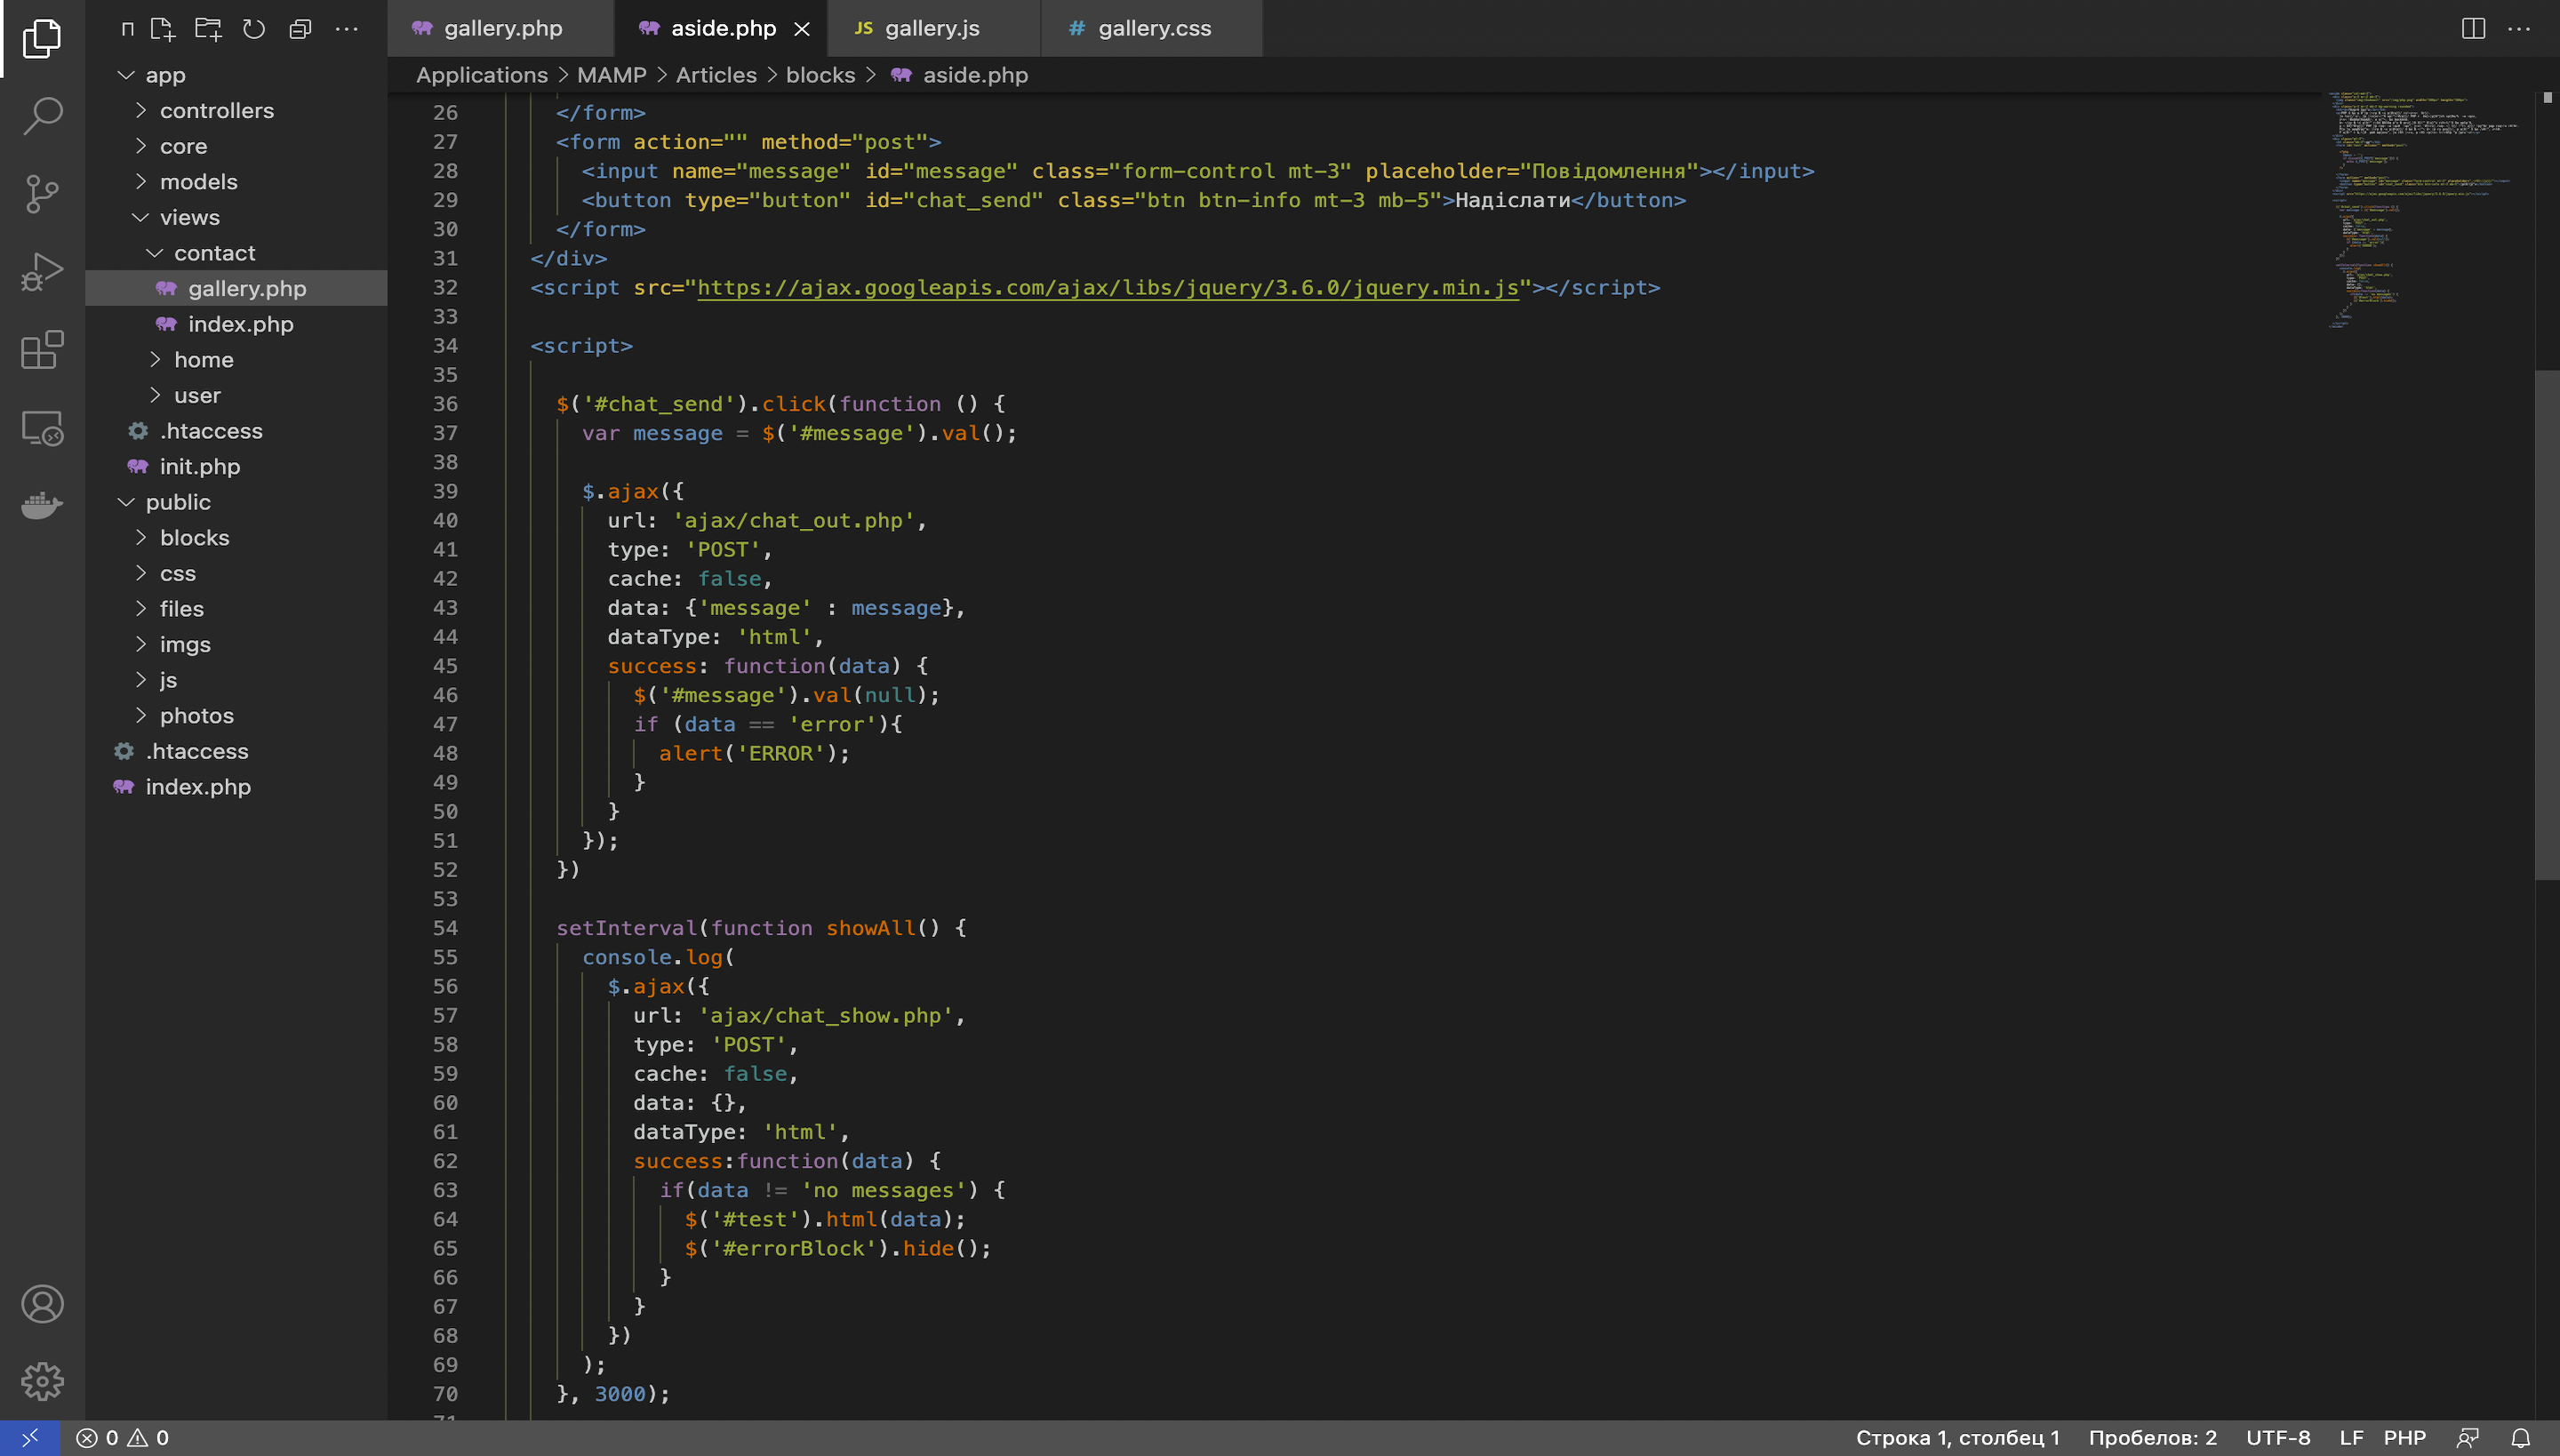 п
gallery.php
aside.php
JS gallery.js
# gallery.css
Applications > MAMP > Articles > blocks > aside.php
app
controllers
core
models
views
contact
gallery.php
index.php
home
user
.htaccess
init.php
public
blocks
css
files
imgs
js
photos
.htaccess
index.php
26 </form>
27 <form action="" method="post">
28 <input name="message" id="message" class="form-control mt-3" placeholder="Повідомлення"></input>
29 <button type="button" id="chat_send" class="btn btn-info mt-3 mb-5">Надіслати</button>
30 </form>
31 </div>
32 <script src="https://ajax.googleapis.com/ajax/libs/jquery/3.6.0/jquery.min.js"></script>
33
34 <script>
35
36 $('#chat_send').click(function () {
37 var message = $('#message').val();
38
39 $.ajax({
40 url: 'ajax/chat_out.php',
41 type: 'POST',
42 cache: false,
43 data: {'message' : message},
44 dataType: 'html',
45 success: function(data) {
46 $('#message').val(null);
47 if (data == 'error'){
48 alert('ERROR');
49 }
50 }
51 });
52 })
53
54 setInterval(function showAll() {
55 console.log(
56 $.ajax({
57 url: 'ajax/chat_show.php',
58 type: 'POST',
59 cache: false,
60 data: {},
61 dataType: 'html',
62 success:function(data) {
63 if(data != 'no messages') {
64 $('#test').html(data);
65 $('#errorBlock').hide();
66 }
67 }
68 })
69 );
70 }, 3000);
71
0 0
Строка 1, столбец 1 Пробелов: 2 UTF-8 LF PHP